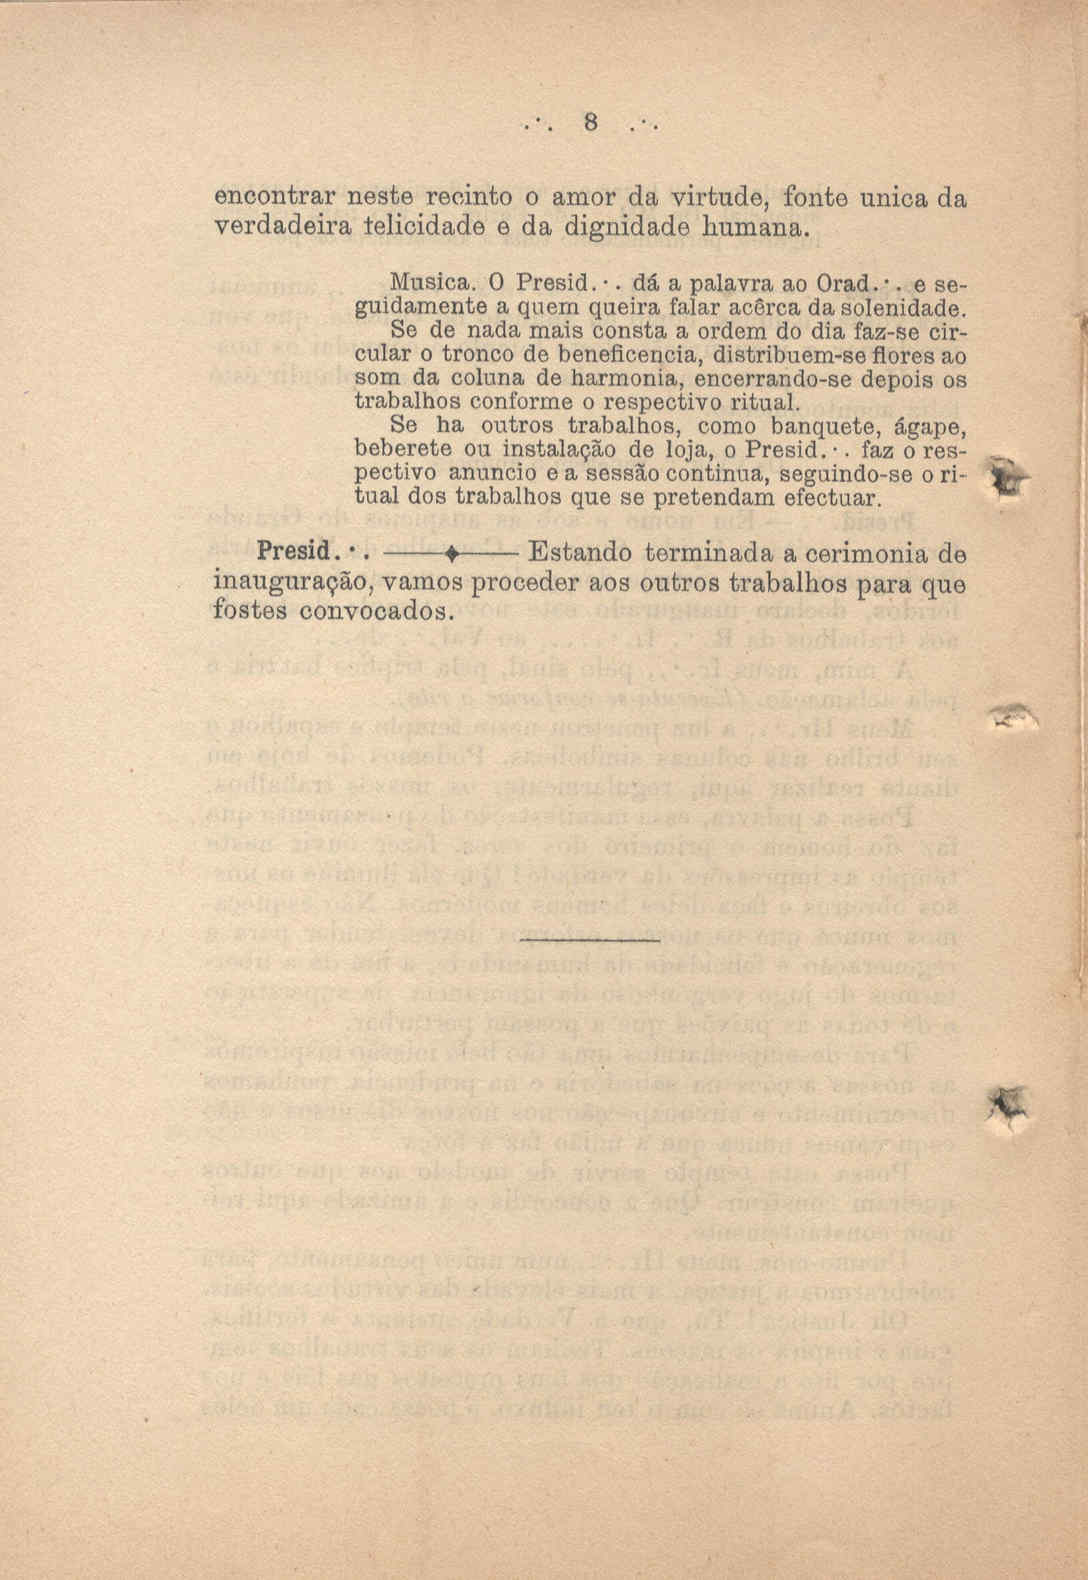 .·. 8 .·.
encontrar neste recinto o amor da virtude, fonte unica da
verdadeira telicidade e da dignidade humana.
Musica. O Presid.·. dá a palavra ao Orad.·. e se-
guidamente a quem queira falar acêrca da solenidade.
Se de nada mais consta a ordem do dia faz-se cir-
cular o tronco de beneficencia, distribuem-se flores ao
som da coluna de harmonia, encerrando-se depois os
trabalhos conforme o respectivo ritual.
Se ha outros trabalhos, como banquete, ágape,
beberete ou instalação de loja, o Presid.·. faz o res-
pectivo anuncio e a sessão continua, seguindo-se o ri-
tual dos trabalhos que se pretendam efectuar.
Presid.·. ——♦—— Estando terminada a cerimonia de
inauguração, vamos proceder aos outros trabalhos para que
fostes convocados.